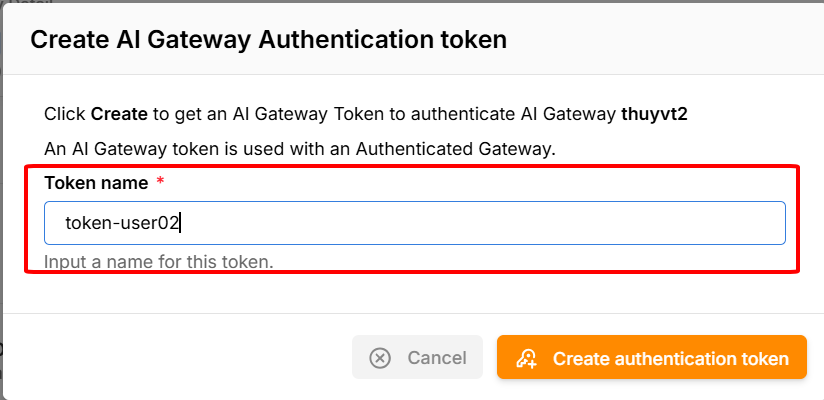 Create AI Gateway Authentication token
Click Create to get an AI Gateway Token to authenticate AI Gateway thuyvt2
An AI Gateway token is used with an Authenticated Gateway.
Token name *
token-user02
Input a name for this token.
Cancel
Create authentication token